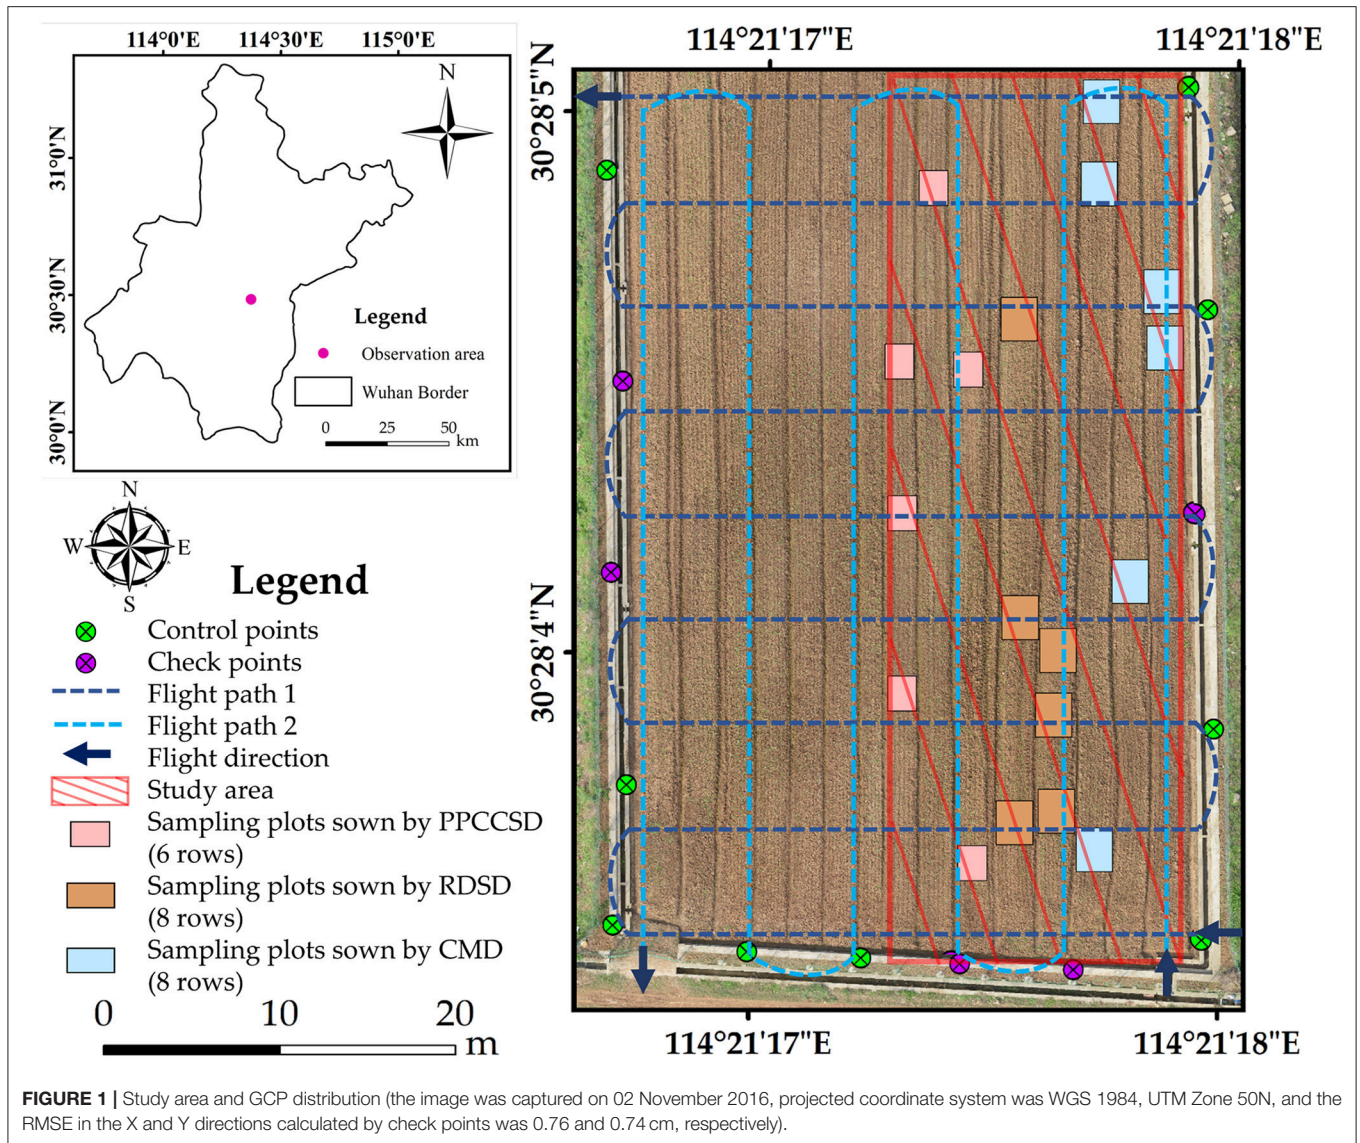 114°0'E 114°30'E 115°0'E
31°0'N
30°30'N
30°0'N
N
Legend
Observation area
Wuhan Border
0 25 50
km
N
W E
S
Legend
Control points
Check points
Flight path 1
Flight path 2
Flight direction
Study area
Sampling plots sown by PPCCSD
(6 rows)
Sampling plots sown by RDSD
(8 rows)
Sampling plots sown by CMD
(8 rows)
0 10 20
m
114°21'17"E 114°21'18"E
30°28'5"N
30°28'4"N
114°21'17"E 114°21'18"E
FIGURE 1 | Study area and GCP distribution (the image was captured on 02 November 2016, projected coordinate system was WGS 1984, UTM Zone 50N, and the
RMSE in the X and Y directions calculated by check points was 0.76 and 0.74 cm, respectively).